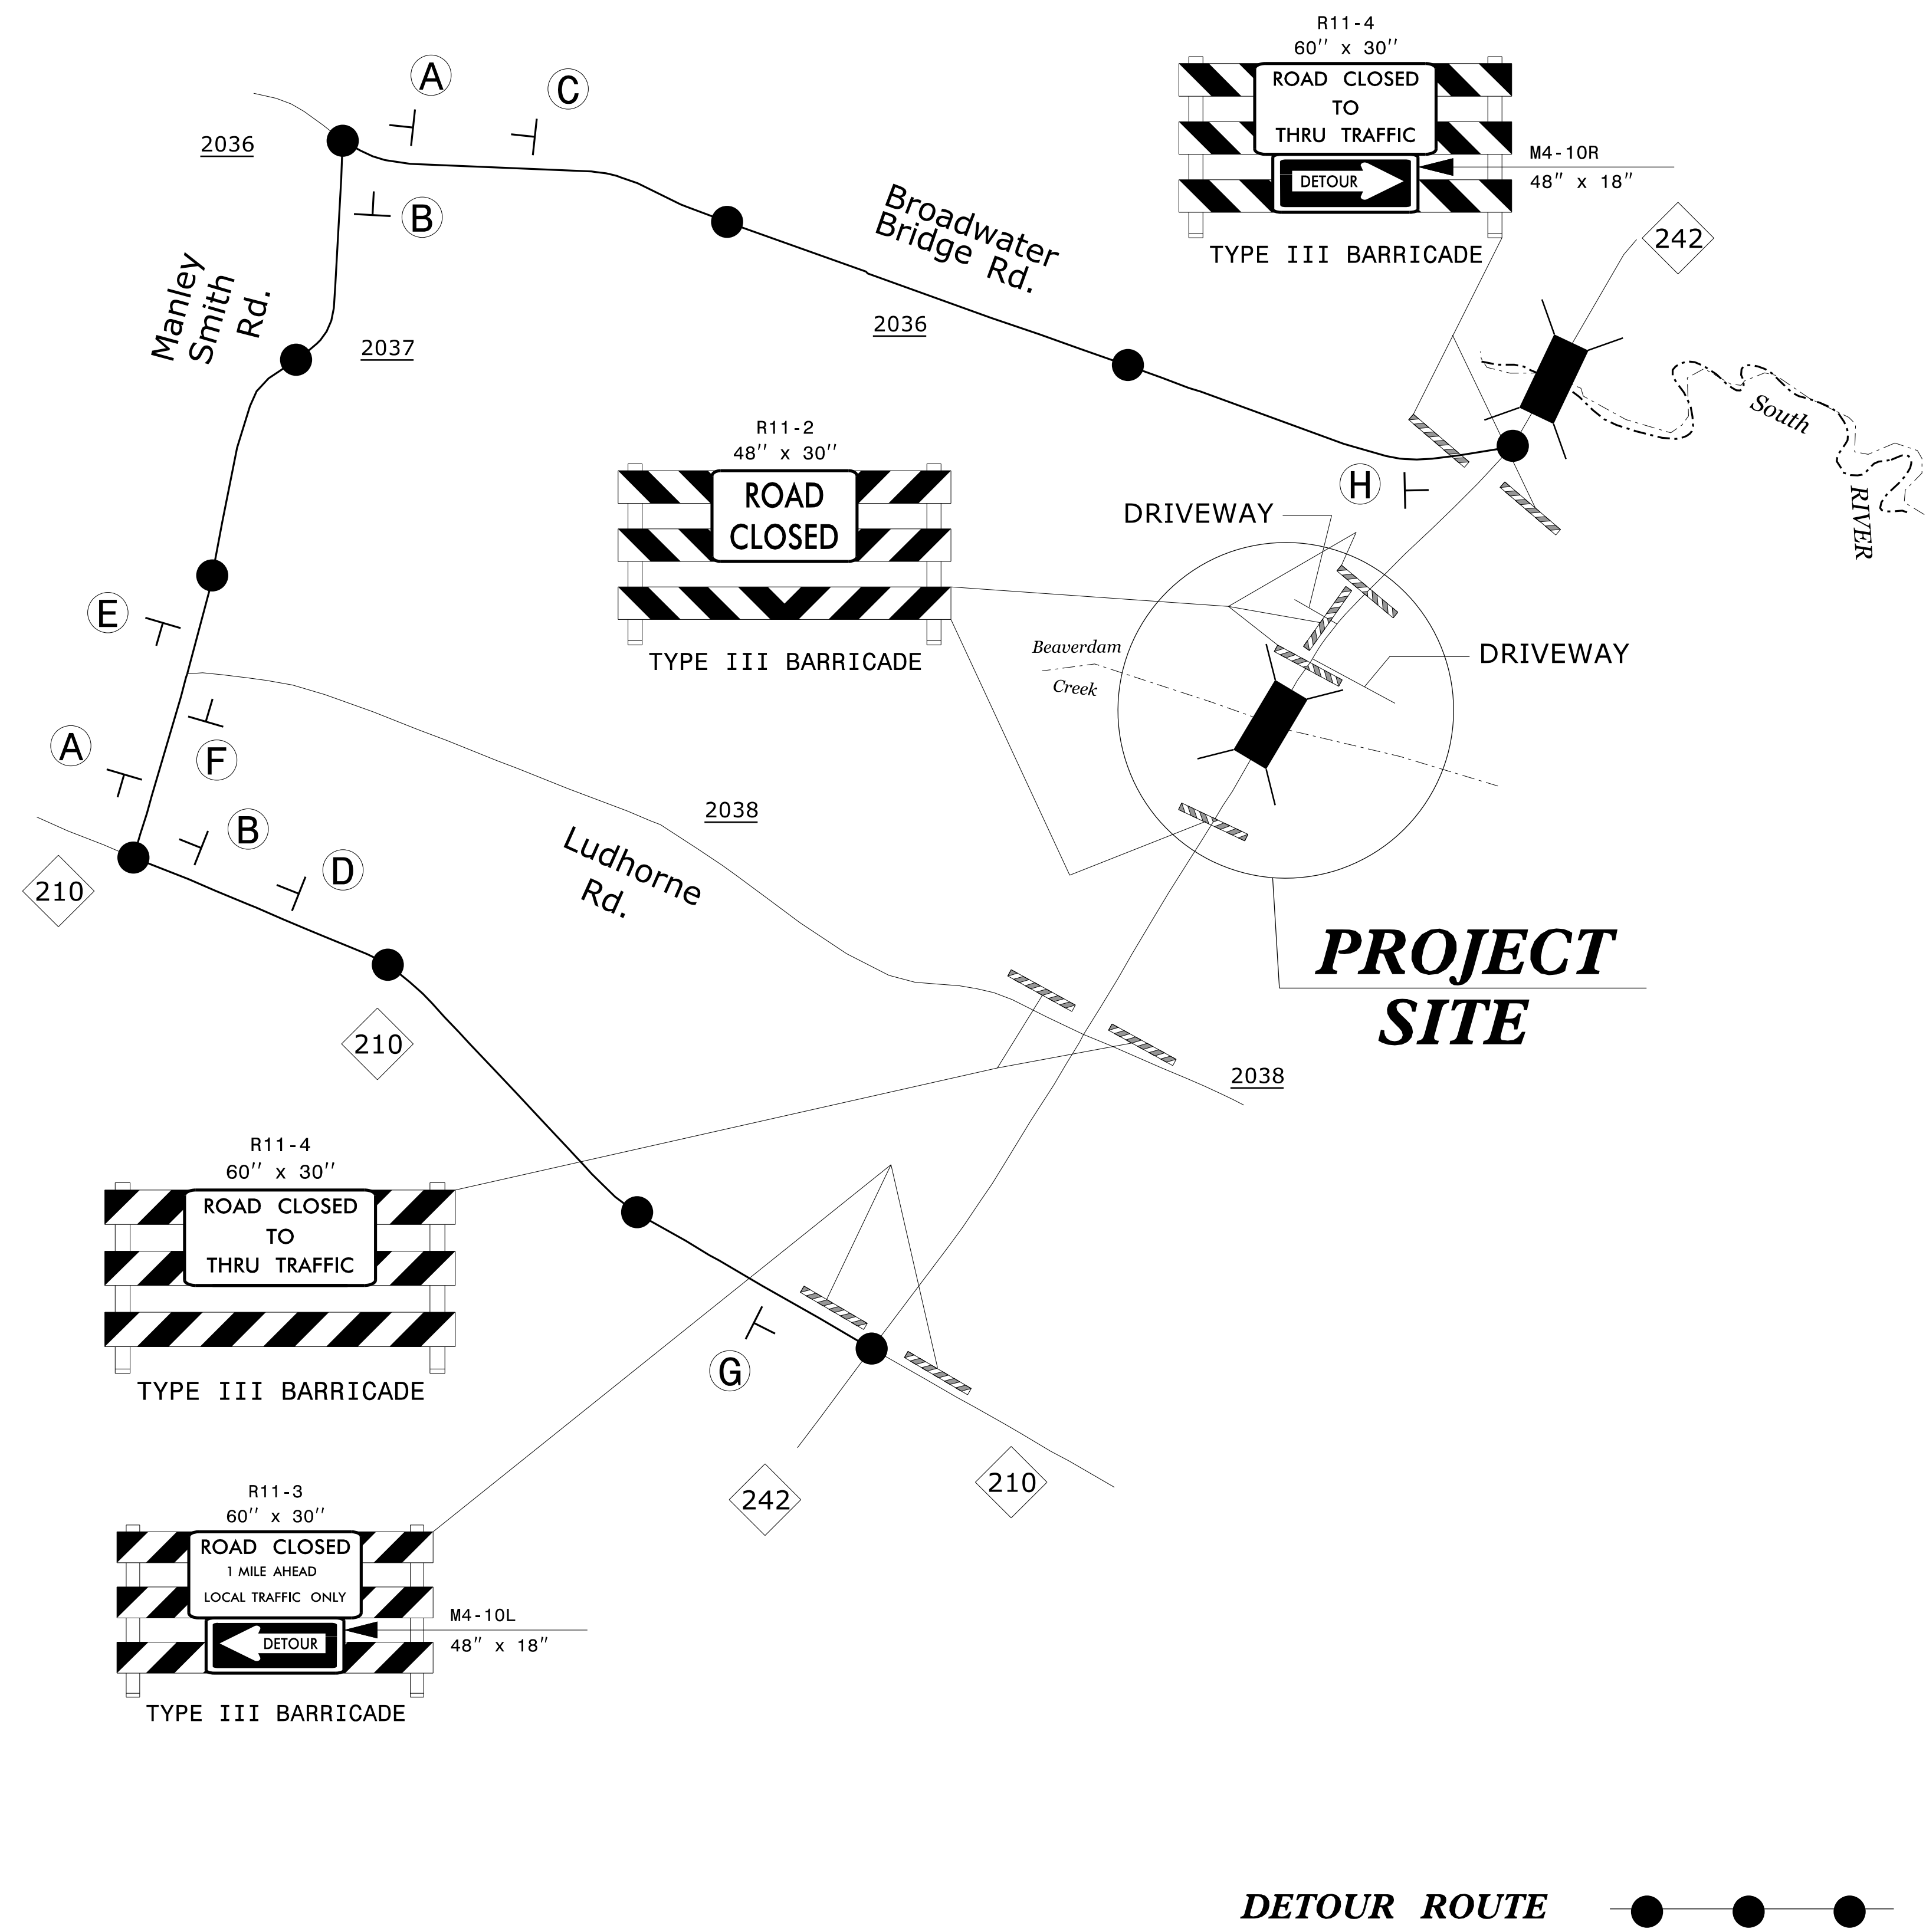 R11-4
60″ x 30″
ROAD CLOSED
TO
THRU TRAFFIC
DETOUR
M4-10R
48″ x 18″
TYPE III BARRICADE
242
A
C
2036
B
Broadwater
Bridge Rd.
Manley
Smith
Rd.
2037
2036
South
RIVER
R11-2
48″ x 30″
ROAD
CLOSED
TYPE III BARRICADE
H
DRIVEWAY
DRIVEWAY
Beaverdam
Creek
E
A
F
B
D
210
2038
Ludhorne
Rd.
PROJECT
SITE
210
2038
R11-4
60″ x 30″
ROAD CLOSED
TO
THRU TRAFFIC
TYPE III BARRICADE
G
242
210
R11-3
60″ x 30″
ROAD CLOSED
1 MILE AHEAD
LOCAL TRAFFIC ONLY
DETOUR
M4-10L
48″ x 18″
TYPE III BARRICADE
DETOUR ROUTE